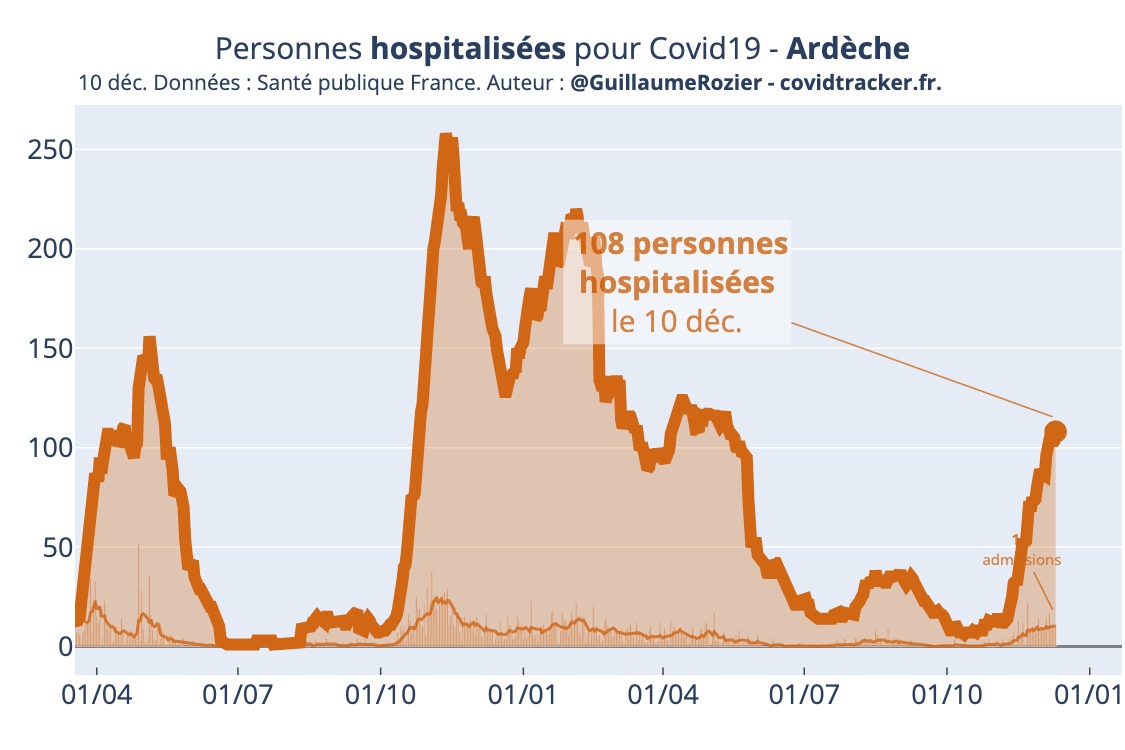 Personnes hospitalisées pour Covid19 - Ardèche
10 déc. Données : Santé publique France. Auteur : @GuillaumeRozier - covidtracker.fr.
250
200
150
100
50
0
108 personnes
hospitalisées
le 10 déc.
admissions
01/04 01/07 01/10 01/01 01/04 01/07 01/10 01/01